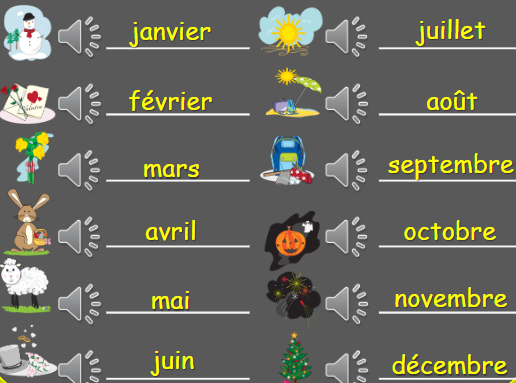 janvier
février
mars
avril
mai
juin
juillet
août
septembre
octobre
novembre
décembre